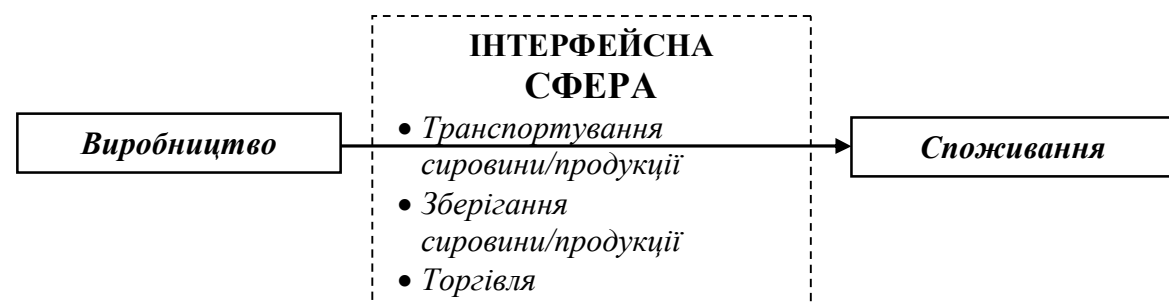 ІНТЕРФЕЙСНА
СФЕРА
Виробництво
• Транспортування
сировини/продукції
• Зберігання
сировини/продукції
• Торгівля
Споживання